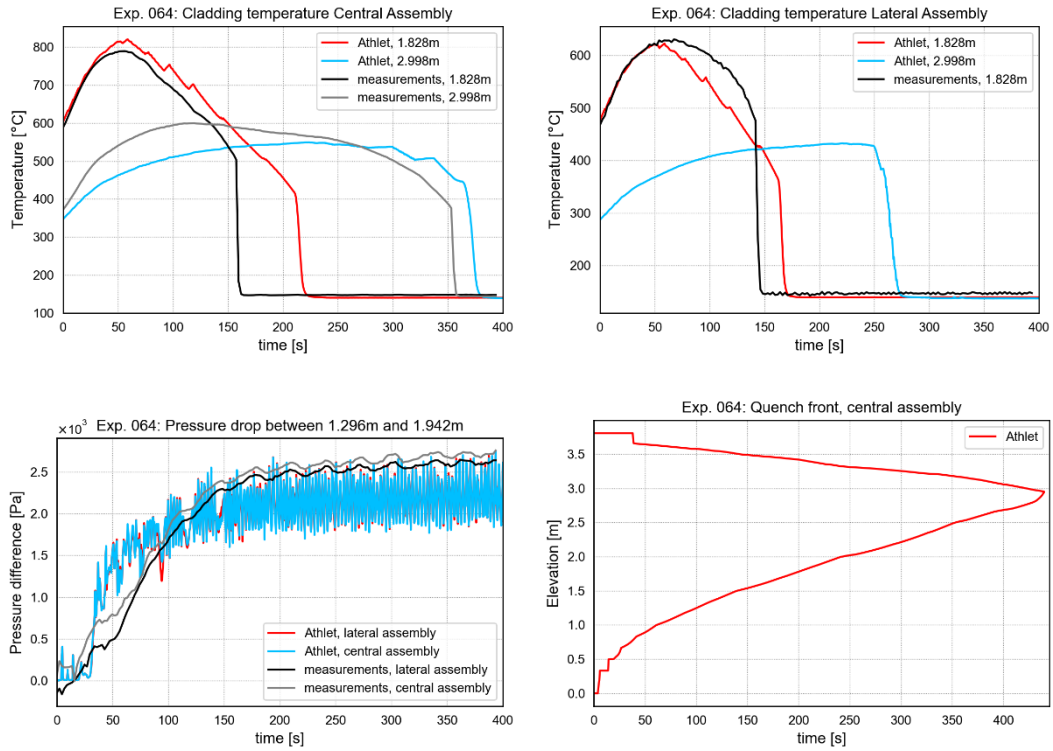 Exp. 064: Cladding temperature Central Assembly
Temperature [°C]
800
700
600
500
400
300
200
100
Athlet, 1.828m
Athlet, 2.998m
measurements, 1.828m
measurements, 2.998m
0 50 100 150 200 250 300 350 400
time [s]
Exp. 064: Cladding temperature Lateral Assembly
Temperature [°C]
600
500
400
300
200
Athlet, 1.828m
Athlet, 2.998m
measurements, 1.828m
0 50 100 150 200 250 300 350 400
time [s]
×10³ Exp. 064: Pressure drop between 1.296m and 1.942m
Pressure difference [Pa]
2.5
2.0
1.5
1.0
0.5
0.0
Athlet, lateral assembly
Athlet, central assembly
measurements, lateral assembly
measurements, central assembly
0 50 100 150 200 250 300 350 400
time [s]
Exp. 064: Quench front, central assembly
Elevation [m]
3.5
3.0
2.5
2.0
1.5
1.0
0.5
0.0
Athlet
0 50 100 150 200 250 300 350 400
time [s]